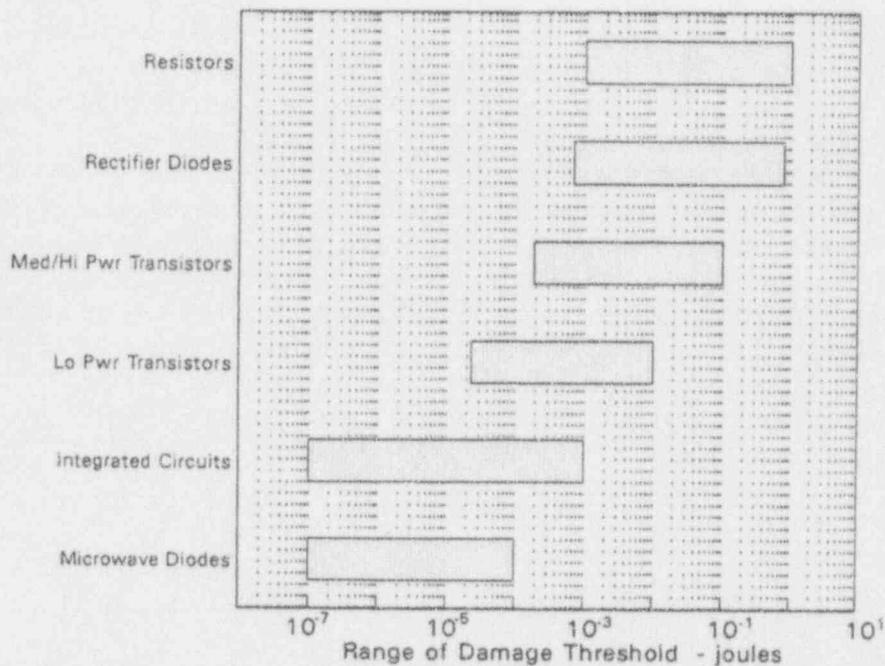 Resistors
Rectifier Diodes
Med/Hi Pwr Transistors
Lo Pwr Transistors
Integrated Circuits
Microwave Diodes
10⁻⁷ 10⁻⁵ 10⁻³ 10⁻¹ 10¹
Range of Damage Threshold - joules